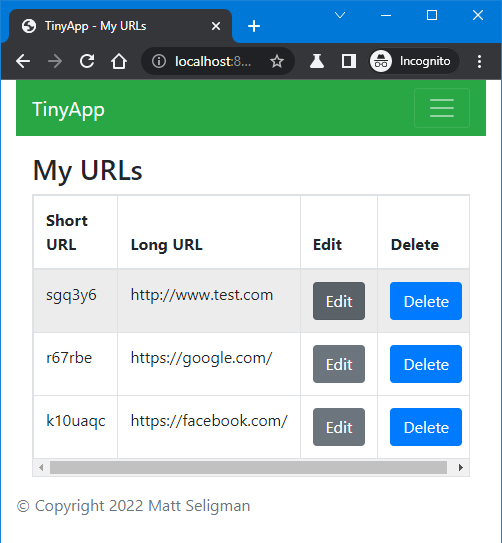 TinyApp - My URLs
localhost:8...
Incognito
TinyApp
My URLs
Short
URL
Long URL
Edit
Delete
sgq3y6
http://www.test.com
Edit
Delete
r67rbe
https://google.com/
Edit
Delete
k10uaqc
https://facebook.com/
Edit
Delete
© Copyright 2022 Matt Seligman